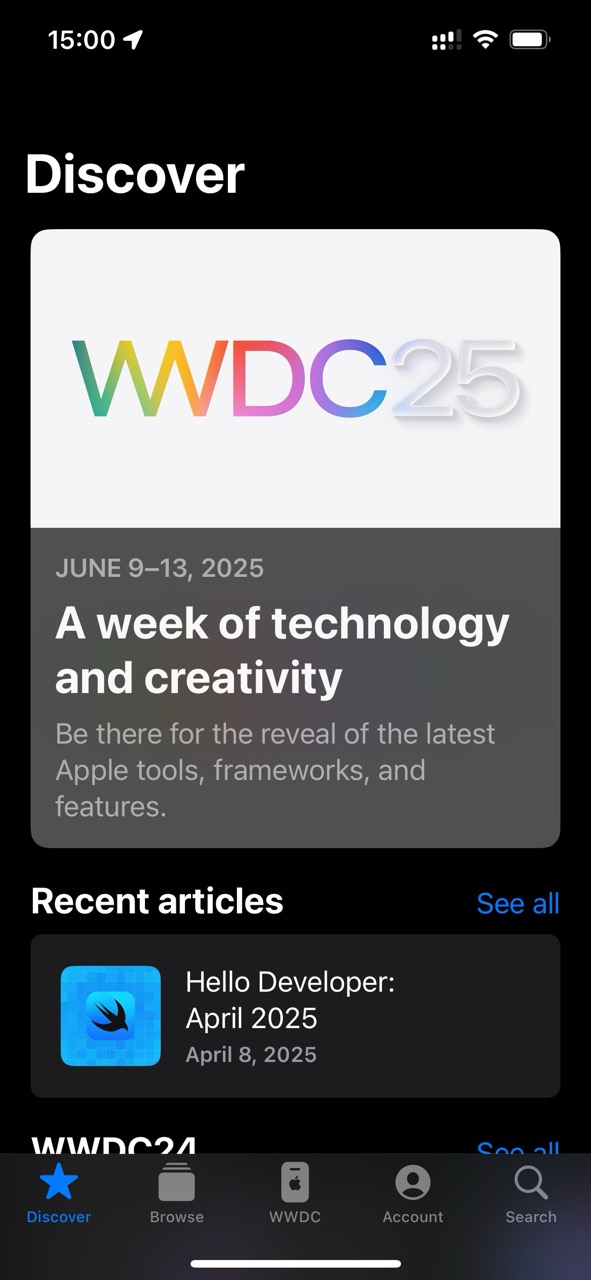 15:00
Discover
WWDC25
JUNE 9–13, 2025
A week of technology
and creativity
Be there for the reveal of the latest
Apple tools, frameworks, and
features.
Recent articles
See all
Hello Developer:
April 2025
April 8, 2025
WWDC24
See all
Discover
Browse
WWDC
Account
Search